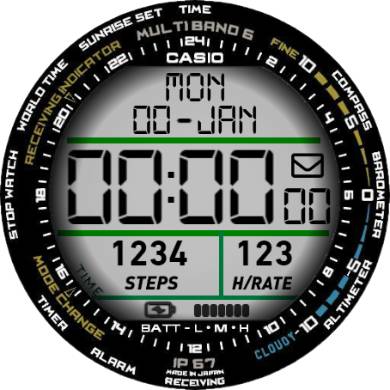 TIME
SUNRISE SET
WORLD TIME
STOP WATCH
TIMER
ALARM
RECEIVING
ALTIMETER
BAROMETER
COMPASS
MULTI BAND 6
RECEIVING INDICATOR
MODE CHANGE
FINE
CLOUDY
24
22
20
18
16
14
12
10
5
0
-5
-10
CASIO
MON
00-JAN
00:00 00
1234 123
STEPS H/RATE
TIME
BATT - L • M • H
IP 67
MADE IN JAPAN